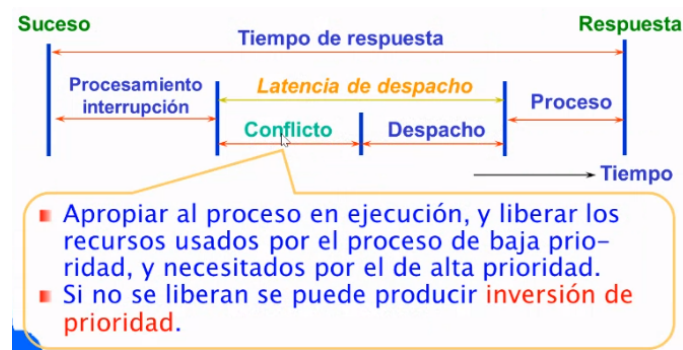 Suceso
Respuesta
Tiempo de respuesta
Procesamiento
interrupción
Latencia de despacho
Proceso
Conflicto
Despacho
Tiempo
Apropiar al proceso en ejecución, y liberar los
recursos usados por el proceso de baja prio-
ridad, y necesitados por el de alta prioridad.
Si no se liberan se puede producir inversión de
prioridad.